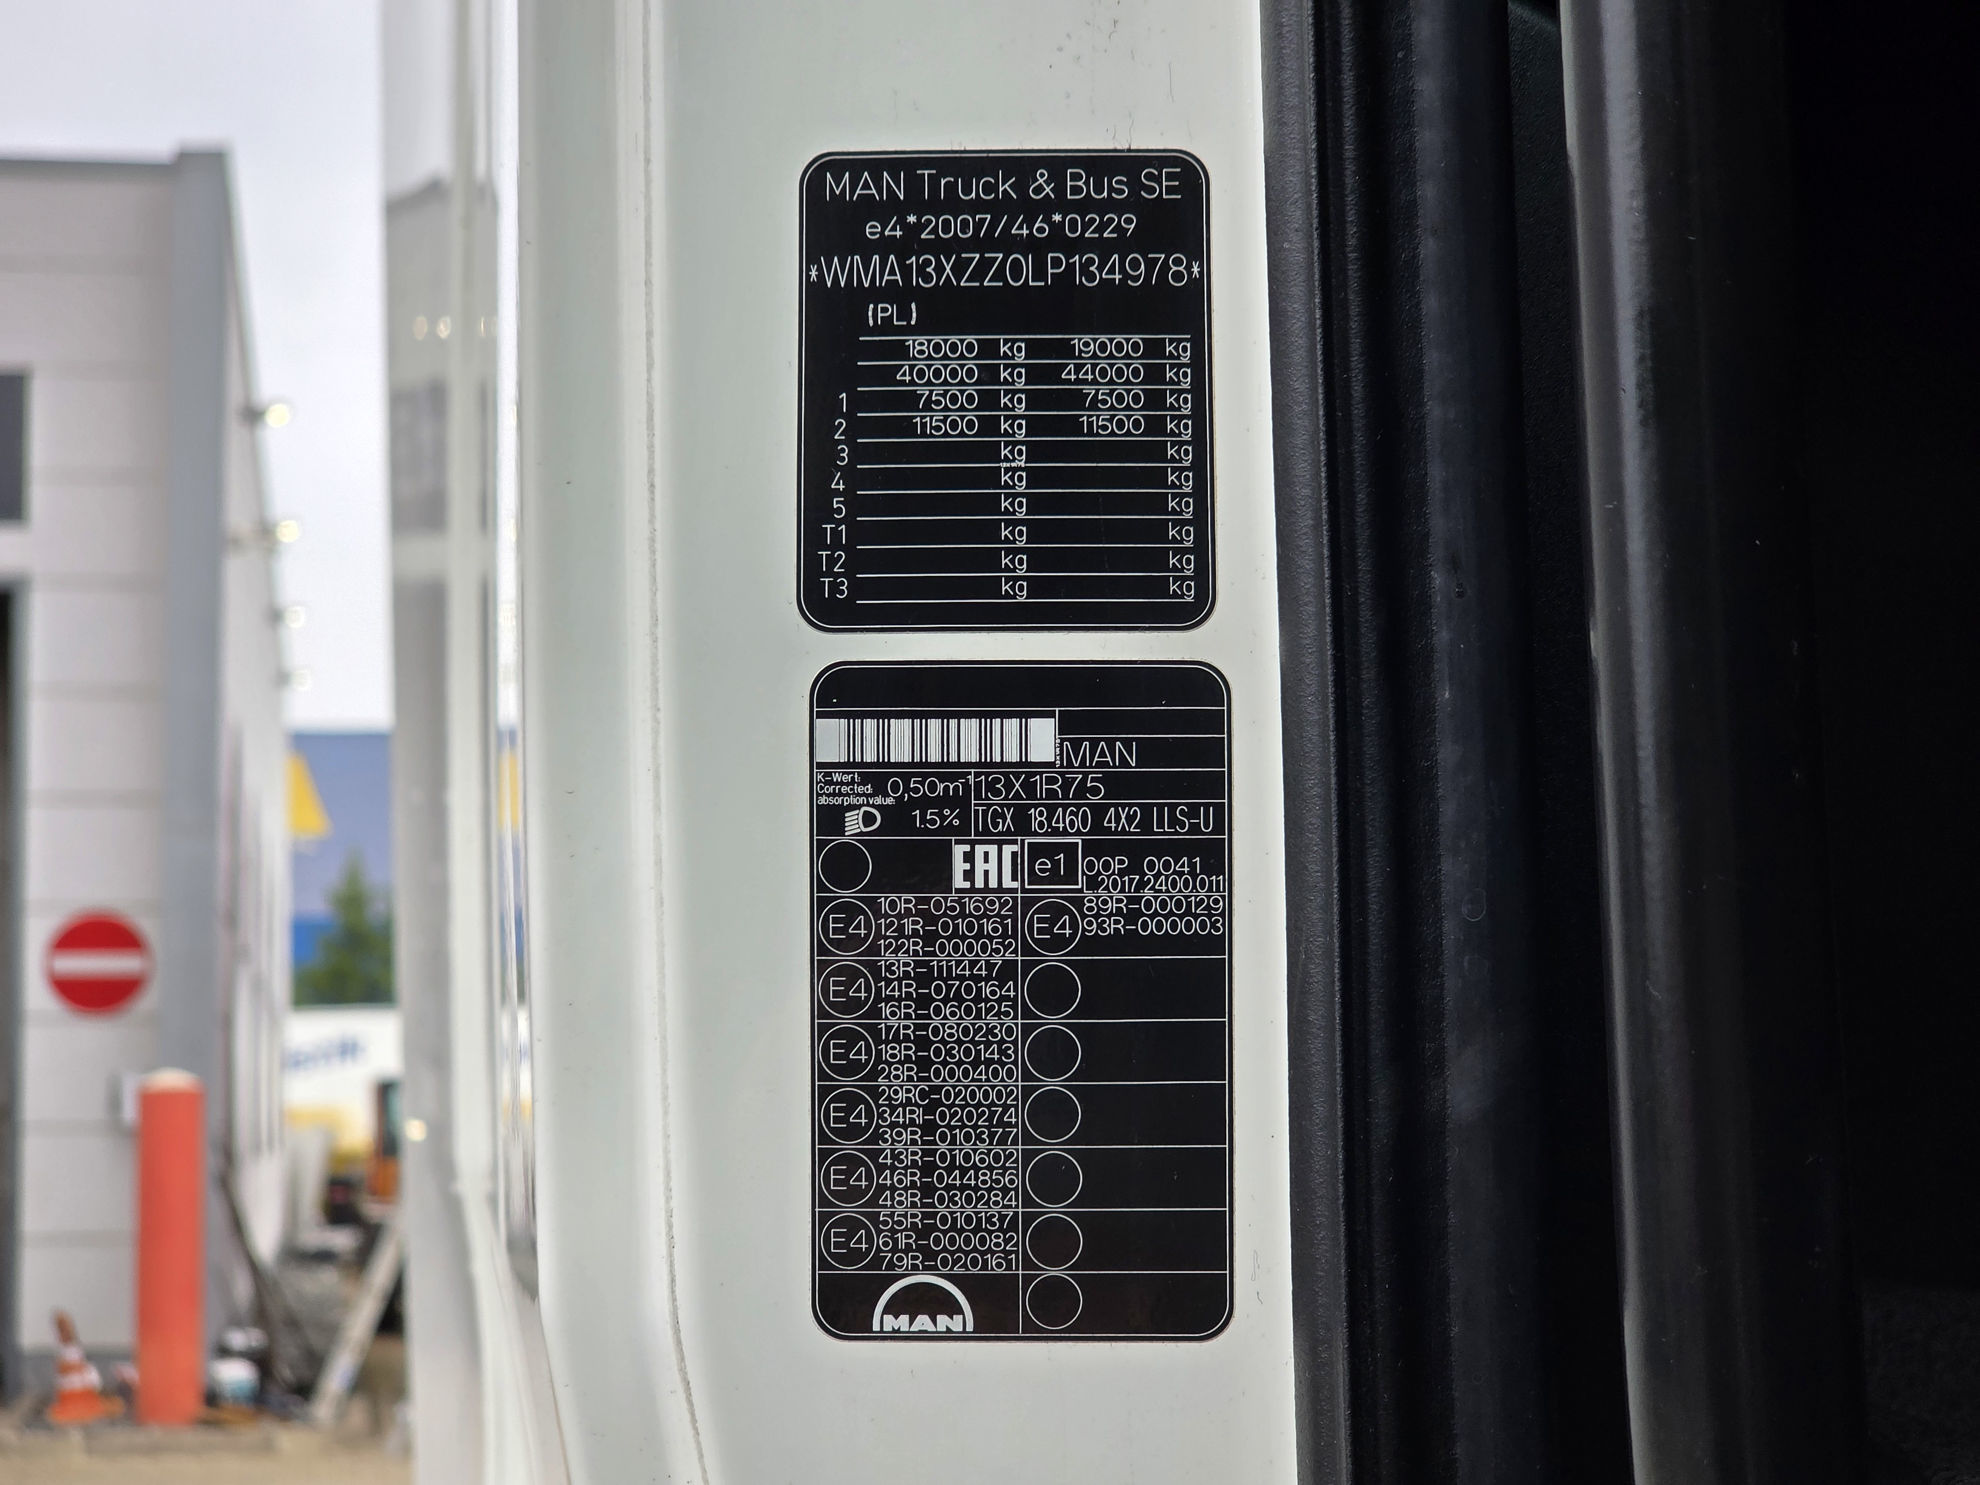 MAN Truck & Bus SE
e4*2007/46*0229
*WMA13XZZ0LP134978*
(PL)
18000 kg 19000 kg
40000 kg 44000 kg
1 7500 kg 7500 kg
2 11500 kg 11500 kg
3 kg kg
4 kg kg
5 kg kg
T1 kg kg
T2 kg kg
T3 kg kg
MAN
K-Wert:
Corrected:
absorption value:
0,50m⁻¹
13X1R75
1.5%
TGX 18.460 4X2 LLS-U
EAC
e1
00P 0041
L.2017.2400.011
E4
10R-051692
121R-010161
122R-000052
E4
89R-000129
93R-000003
E4
13R-111447
14R-070164
16R-060125
E4
17R-080230
18R-030143
28R-000400
E4
29RC-020002
34RI-020274
39R-010377
E4
43R-010602
46R-044856
48R-030284
E4
55R-010137
61R-000082
79R-020161
MAN